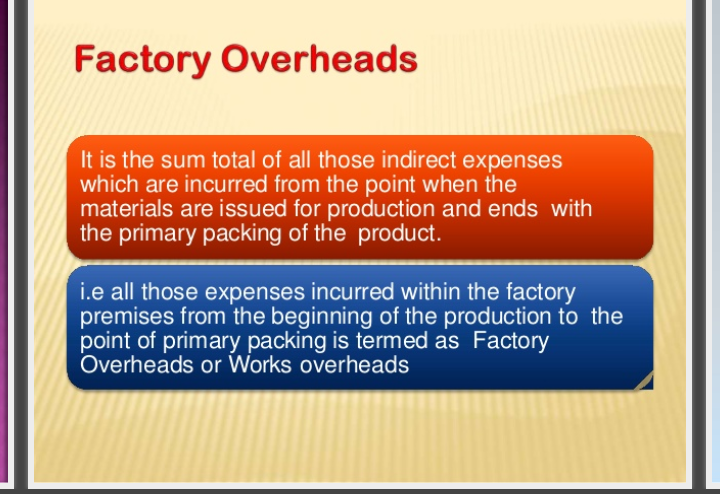 Factory Overheads
It is the sum total of all those indirect expenses
which are incurred from the point when the
materials are issued for production and ends with
the primary packing of the product.
i.e all those expenses incurred within the factory
premises from the beginning of the production to the
point of primary packing is termed as Factory
Overheads or Works overheads